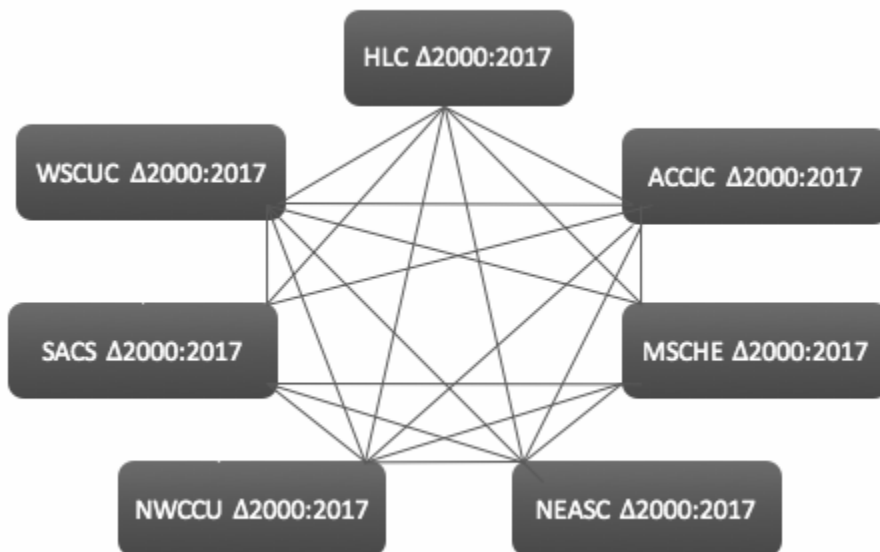 HLC Δ2000:2017
WSCUC Δ2000:2017
ACCJC Δ2000:2017
SACS Δ2000:2017
MSCHE Δ2000:2017
NWCCU Δ2000:2017
NEASC Δ2000:2017